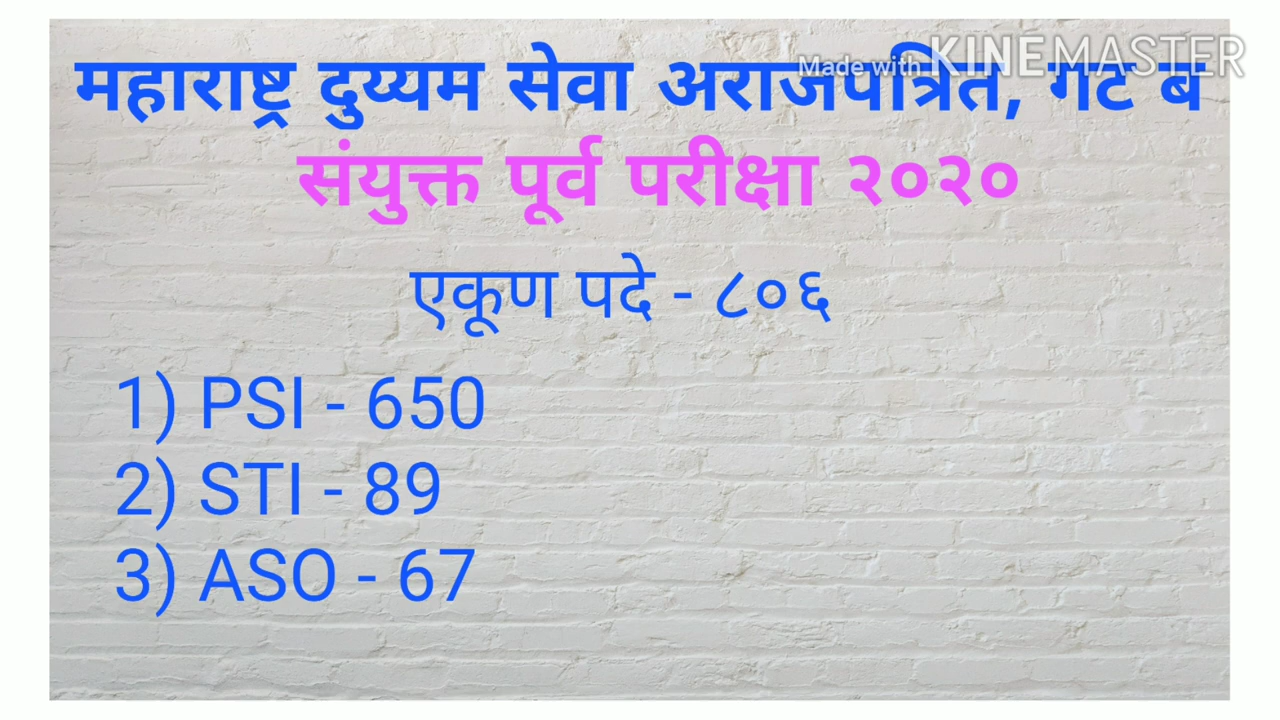 Made with KINEMASTER
महाराष्ट्र दुय्यम सेवा अराजपत्रित, गट ब
संयुक्त पूर्व परीक्षा २०२०
एकूण पदे - ८०६
1) PSI - 650
2) STI - 89
3) ASO - 67